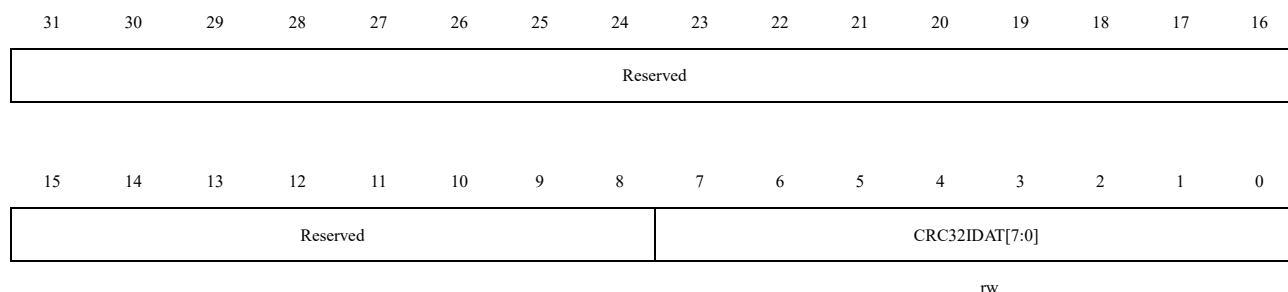 31 30 29 28 27 26 25 24 23 22 21 20 19 18 17 16
Reserved
15 14 13 12 11 10 9 8 7 6 5 4 3 2 1 0
Reserved CRC32IDAT[7:0]
rw